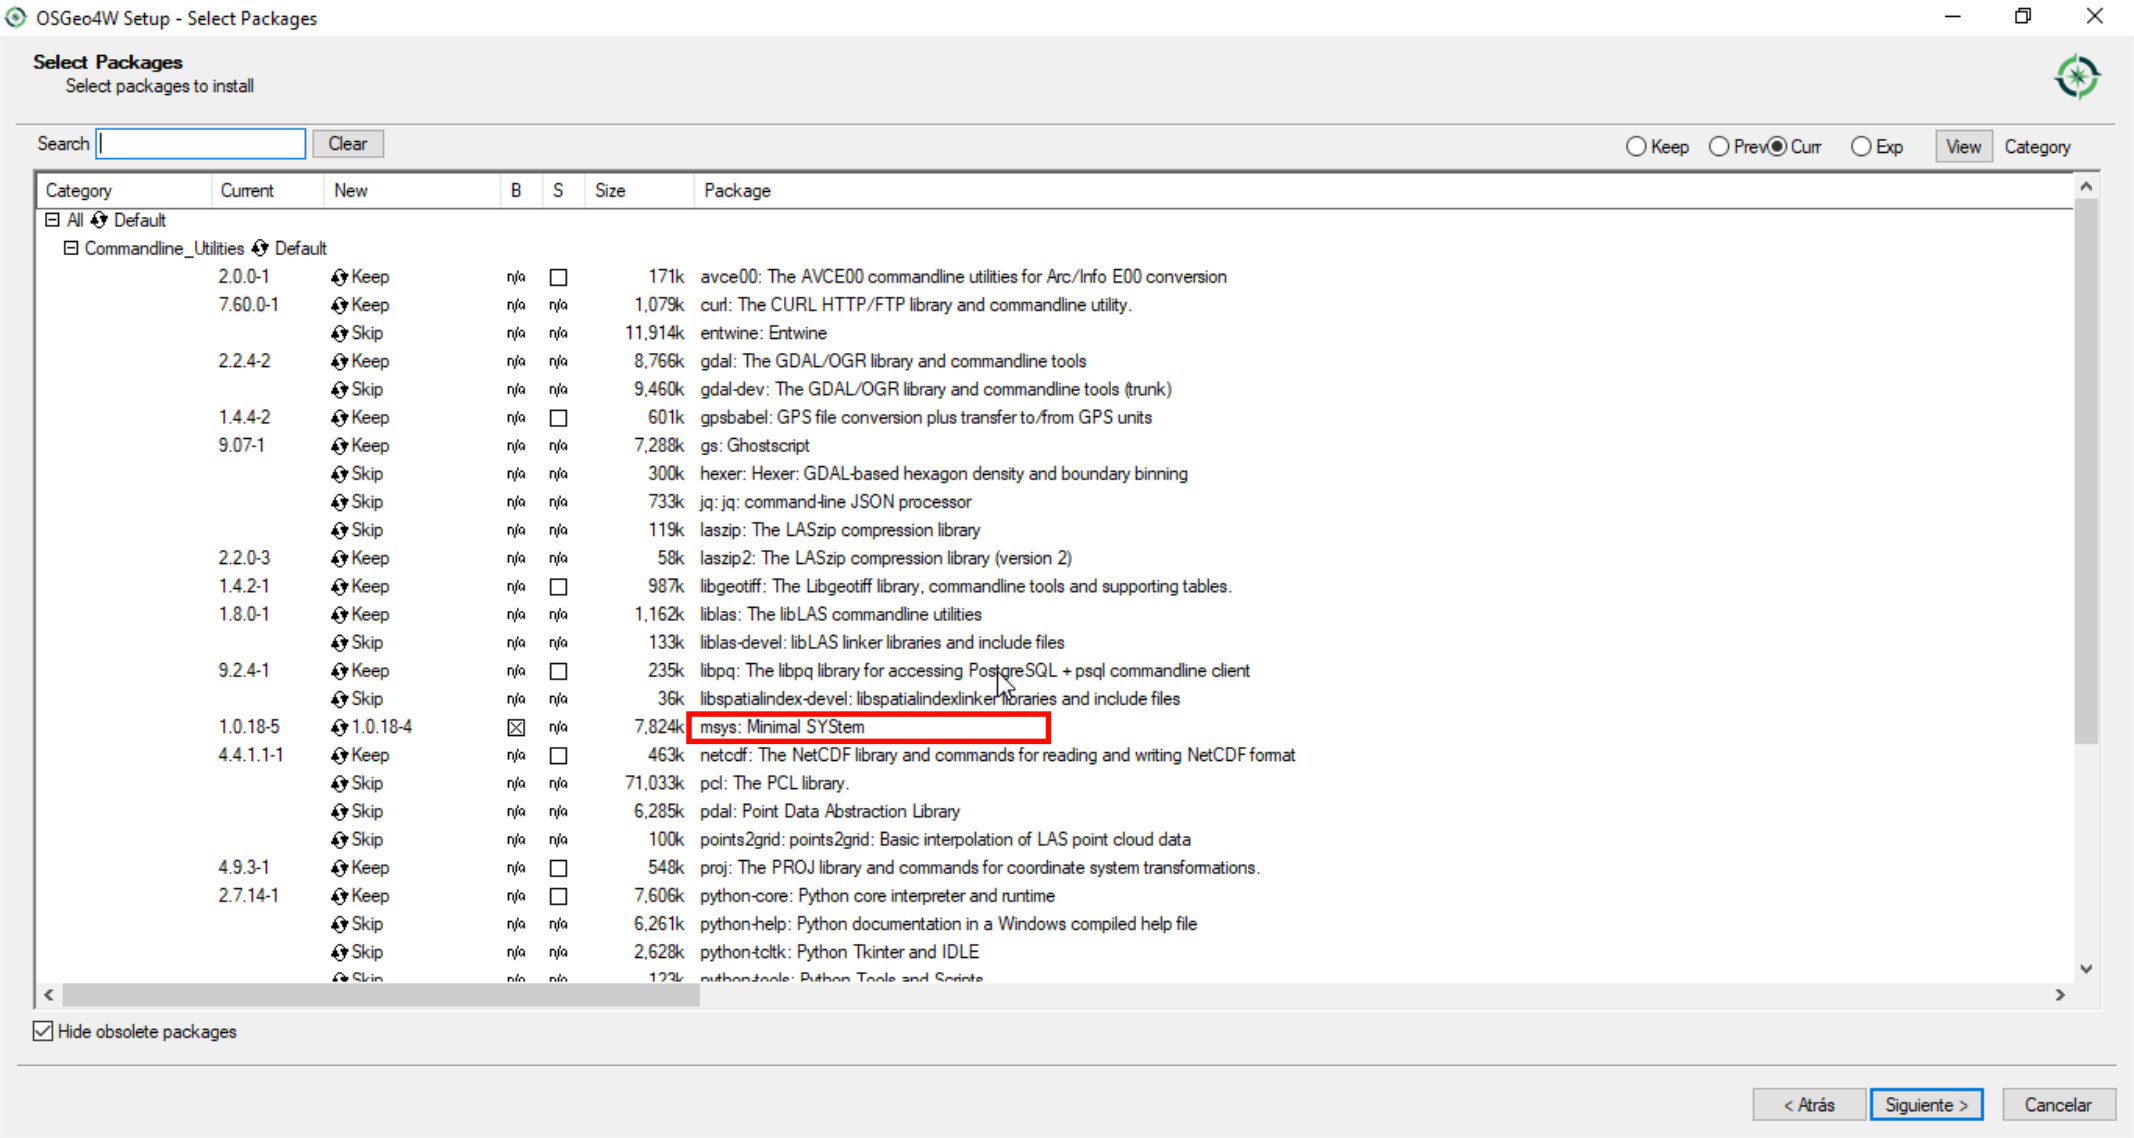 OSGeo4W Setup - Select Packages
Select Packages
Select packages to install
Search Clear Keep Prev Curr Exp View Category
Category Current New B S Size Package
All Default
Commandline_Utilities Default
2.0.0-1 Keep n/a 171k avce00: The AVCE00 commandline utilities for Arc/Info E00 conversion
7.60.0-1 Keep n/a n/a 1,079k curl: The CURL HTTP/FTP library and commandline utility.
Skip n/a n/a 11,914k entwine: Entwine
2.2.4-2 Keep n/a n/a 8,766k gdal: The GDAL/OGR library and commandline tools
Skip n/a n/a 9,460k gdal-dev: The GDAL/OGR library and commandline tools (trunk)
1.4.4-2 Keep n/a 601k gpsbabel: GPS file conversion plus transfer to/from GPS units
9.07-1 Keep n/a n/a 7,288k gs: Ghostscript
Skip n/a n/a 300k hexer: Hexer: GDAL-based hexagon density and boundary binning
Skip n/a n/a 733k jq: jq: command-line JSON processor
Skip n/a n/a 119k laszip: The LASzip compression library
2.2.0-3 Keep n/a n/a 58k laszip2: The LASzip compression library (version 2)
1.4.2-1 Keep n/a 987k libgeotiff: The Libgeotiff library, commandline tools and supporting tables.
1.8.0-1 Keep n/a n/a 1,162k liblas: The libLAS commandline utilities
Skip n/a n/a 133k liblas-devel: libLAS linker libraries and include files
9.2.4-1 Keep n/a 235k libpq: The libpq library for accessing PostgreSQL + psql commandline client
Skip n/a n/a 36k libspatialindex-devel: libspatialindexlinker libraries and include files
1.0.18-5 1.0.18-4 n/a 7,824k msys: Minimal SYStem
4.4.1.1-1 Keep n/a 463k netcdf: The NetCDF library and commands for reading and writing NetCDF format
Skip n/a n/a 71,033k pcl: The PCL library.
Skip n/a n/a 6,285k pdal: Point Data Abstraction Library
Skip n/a n/a 100k points2grid: points2grid: Basic interpolation of LAS point cloud data
4.9.3-1 Keep n/a 548k proj: The PROJ library and commands for coordinate system transformations.
2.7.14-1 Keep n/a 7,606k python-core: Python core interpreter and runtime
Skip n/a n/a 6,261k python-help: Python documentation in a Windows compiled help file
Skip n/a n/a 2,628k python-tcltk: Python Tkinter and IDLE
Skip n/a n/a 123k python-tools: Python Tools and Scripts
Hide obsolete packages
< Atrás Siguiente > Cancelar